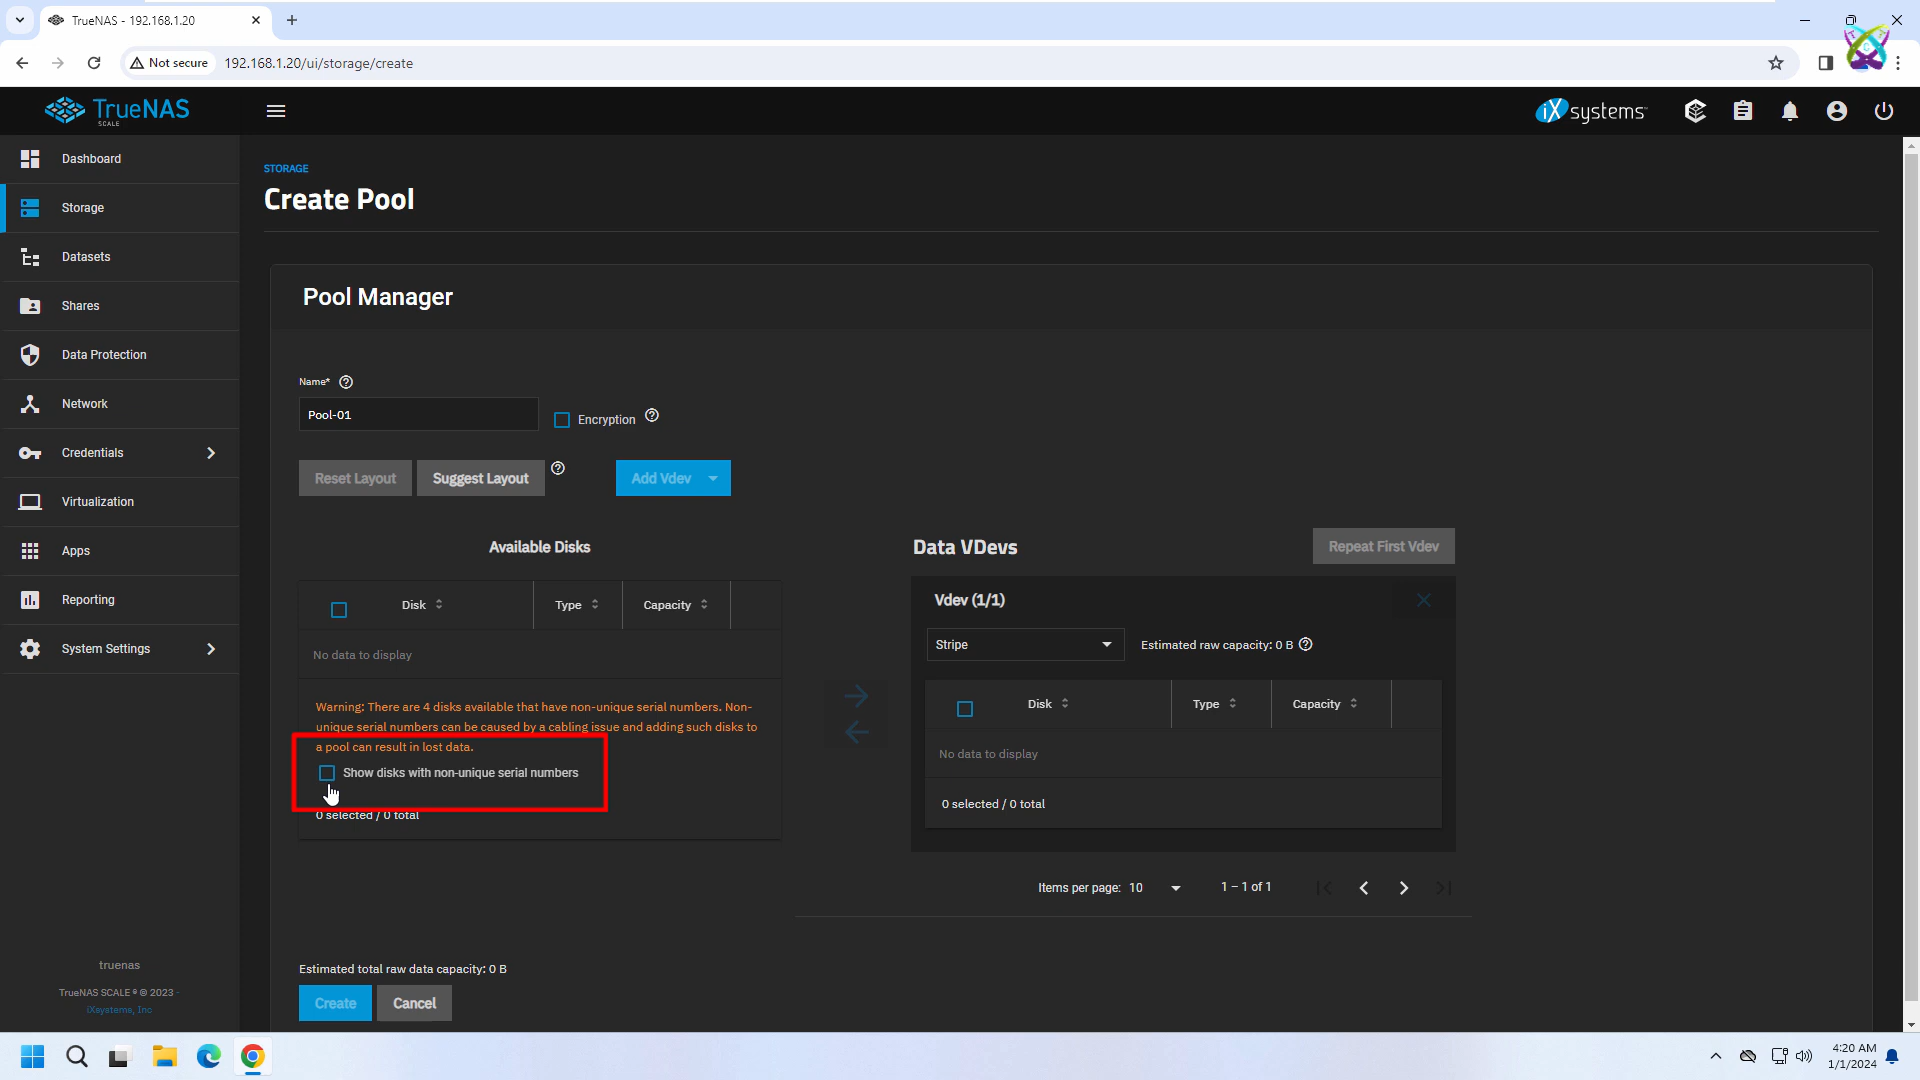 TrueNAS - 192.168.1.20
Not secure
192.168.1.20/ui/storage/create
TrueNAS
SCALE
iXsystems
Dashboard
Storage
Datasets
Shares
Data Protection
Network
Credentials
Virtualization
Apps
Reporting
System Settings
truenas
TrueNAS SCALE ® © 2023 -
iXsystems, Inc
STORAGE
Create Pool
Pool Manager
Name*
Pool-01
Encryption
Reset Layout
Suggest Layout
Add Vdev
Available Disks
Disk
Type
Capacity
No data to display
Warning: There are 4 disks available that have non-unique serial numbers. Non-
unique serial numbers can be caused by a cabling issue and adding such disks to
a pool can result in lost data.
Show disks with non-unique serial numbers
0 selected / 0 total
Data VDevs
Repeat First Vdev
Vdev (1/1)
Stripe
Estimated raw capacity: 0 B
Disk
Type
Capacity
No data to display
0 selected / 0 total
Items per page: 10
1 – 1 of 1
Estimated total raw data capacity: 0 B
Create
Cancel
4:20 AM
1/1/2024